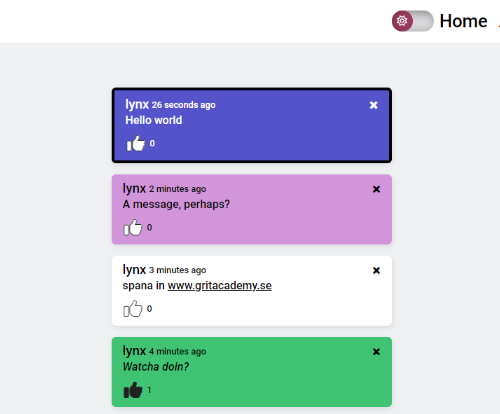 Home
lynx 26 seconds ago
Hello world
0
lynx 2 minutes ago
A message, perhaps?
0
lynx 3 minutes ago
spana in www.gritacademy.se
0
lynx 4 minutes ago
Watcha doin?
1